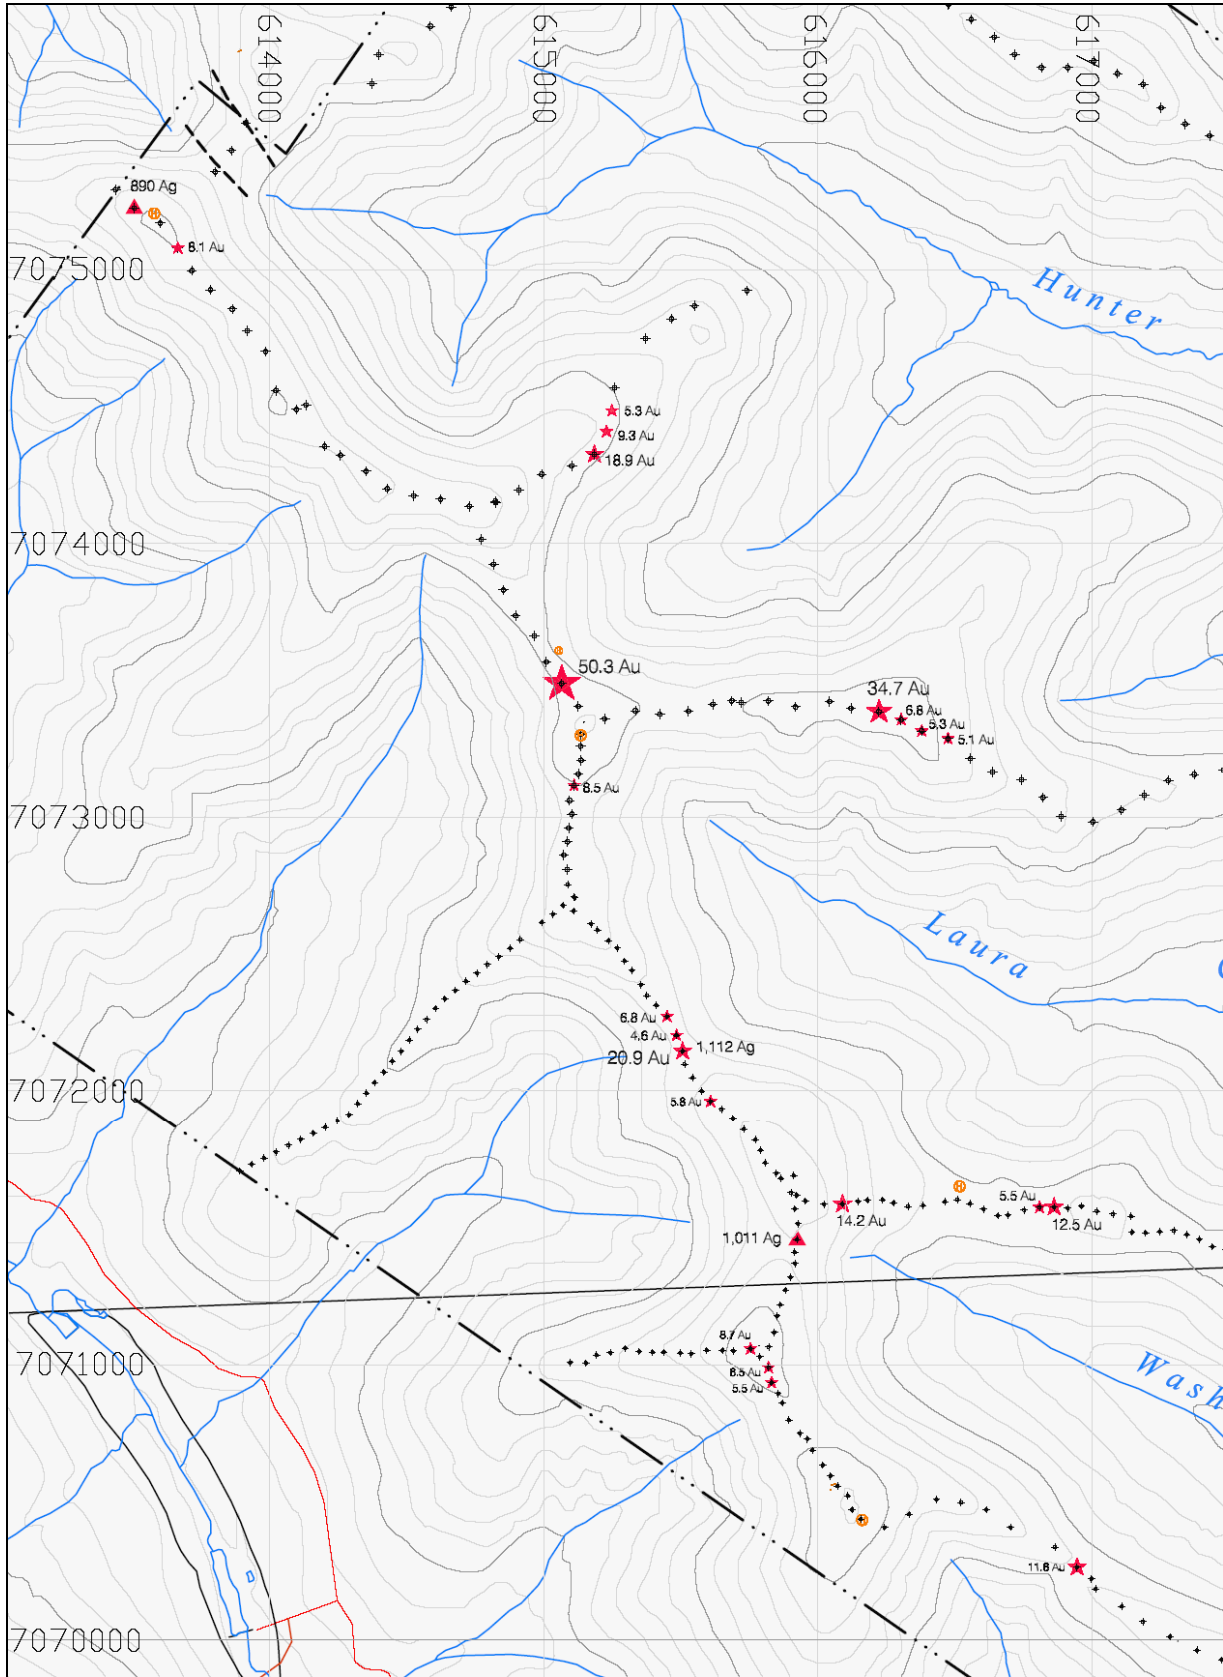 614000
615000
616000
617000
890 Ag
8.1 Au
7075000
Hunter
5.3 Au
9.3 Au
18.9 Au
7074000
50.3 Au
34.7 Au
6.8 Au
5.3 Au
5.1 Au
8.5 Au
7073000
Laura
6.8 Au
4.6 Au
1,112 Ag
20.9 Au
7072000
5.8 Au
5.5 Au
14.2 Au
12.5 Au
1,011 Ag
8.7 Au
7071000
6.5 Au
5.5 Au
Wash
11.8 Au
7070000